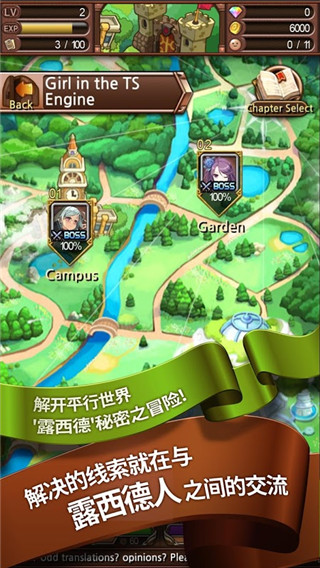 LV
2
0
EXP
6000
3 / 100
0 / 11
Girl in the TS
Engine
Back
Chapter Select
02
BOSS
100%
Garden
01
BOSS
100%
Campus
解开平行世界
'露西德'秘密之冒险!
解决的线索就在与
露西德人之间的交流
Odd translations? opinions? Please